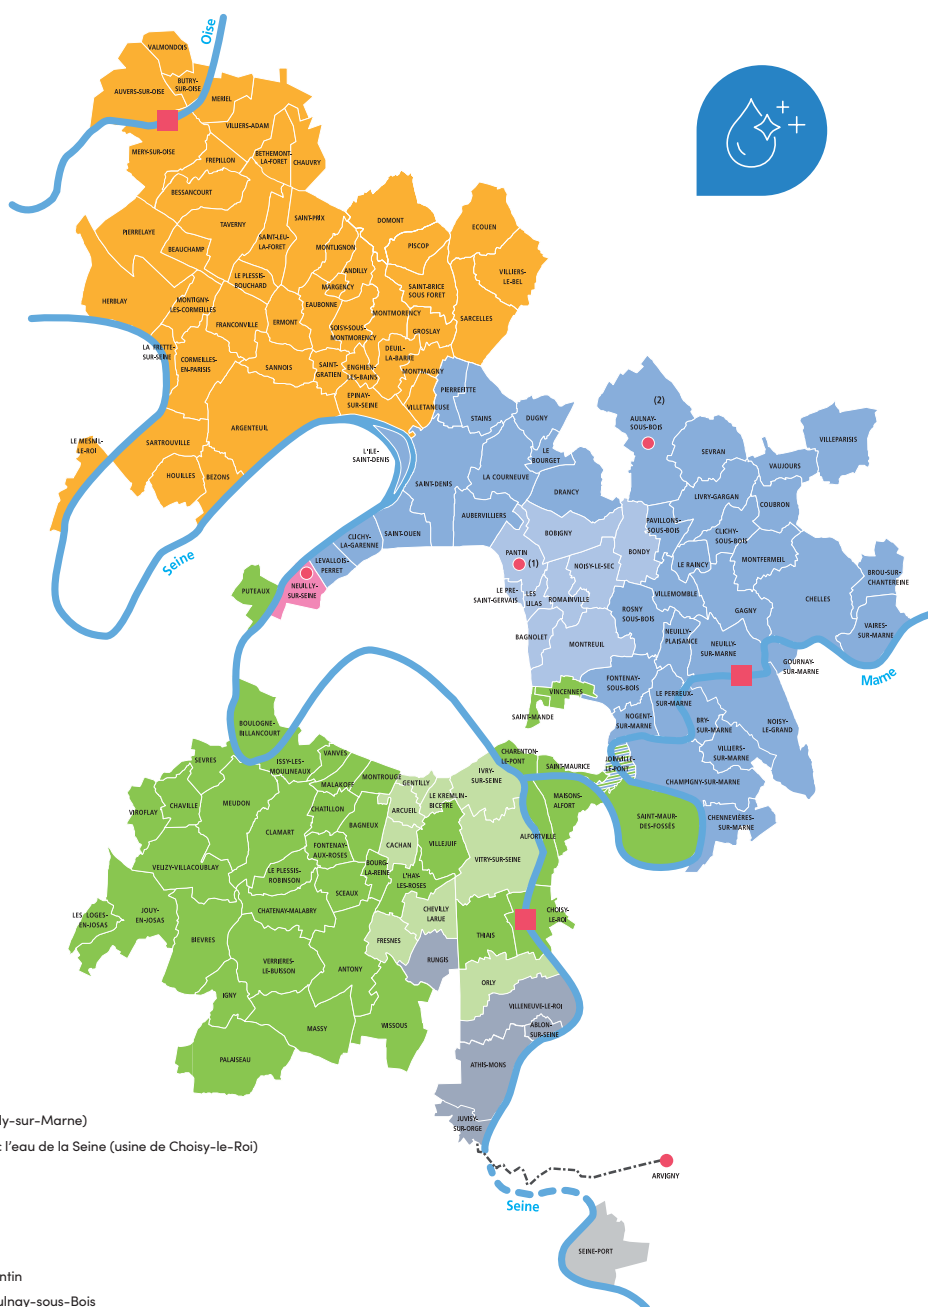 Oise
VALMONDOIS
BUTRY-
SUR-OISE
AUVERS-SUR-OISE
MERIEL
VILLIERS-ADAM
MERY-SUR-OISE
FREPILLON
BETHEMONT-
LA-FORET
CHAUVRY
BESSANCOURT
PIERRELAYE
TAVERNY
BEAUCHAMP
SAINT-LEU-
LA-FORET
SAINT-PRIX
DOMONT
ECOUEN
MONTLIGNON
PISCOP
ANDILLY
LE PLESSIS-
BOUCHARD
MARGENCY
SAINT-BRICE
SOUS FORET
VILLIERS-
LE-BEL
HERBLAY
MONTIGNY-
LES-CORMEILLES
EAUBONNE
MONTMORENCY
SARCELLES
FRANCONVILLE
ERMONT
SOISY-SOUS-
MONTMORENCY
GROSLAY
LA FRETTE-
SUR-SEINE
CORMEILLES-
EN-PARISIS
DEUIL-
LA-BARRE
SANNOIS
SAINT-
GRATIEN
ENGHIEN-
LES-BAINS
MONTMAGNY
EPINAY-
SUR-SEINE
VILLETANEUSE
PIERREFITTE
STAINS
DUGNY
(2)
AULNAY-
SOUS-BOIS
VILLEPARISIS
LE MESNIL-
LE-ROI
SARTROUVILLE
ARGENTEUIL
L'ILE-
SAINT-DENIS
LE
BOURGET
SEVRAN
VAUJOURS
HOUILLES
BEZONS
SAINT-DENIS
LA COURNEUVE
DRANCY
LIVRY-GARGAN
COUBRON
AUBERVILLIERS
SAINT-OUEN
CLICHY-
LA-GARENNE
BOBIGNY
PAVILLONS-
SOUS-BOIS
CLICHY-
SOUS-BOIS
Seine
LEVALLOIS-
PERRET
PANTIN
(1)
BONDY
NOISY-LE-SEC
LE RAINCY
MONTFERMEIL
PUTEAUX
NEUILLY-
SUR-SEINE
LE PRE-
SAINT-GERVAIS
LES
LILAS
ROMAINVILLE
VILLEMOMBLE
BROU-SUR-
CHANTEREINE
CHELLES
ROSNY
SOUS-BOIS
GAGNY
VAIRES-
SUR-MARNE
BAGNOLET
MONTREUIL
NEUILLY-
PLAISANCE
NEUILLY-
SUR-MARNE
GOURNAY-
SUR-MARNE
Marne
VINCENNES
FONTENAY-
SOUS-BOIS
LE PERREUX-
SUR-MARNE
SAINT-MANDE
NOGENT-
SUR-MARNE
BRY-
SUR-MARNE
NOISY-
LE-GRAND
BOULOGNE-
BILLANCOURT
VILLIERS-
SUR-MARNE
SEVRES
ISSY-LES-
MOULINEAUX
VANVES
CHARENTON-
LE-PONT
SAINT-MAURICE
JOINVILLE-
LE-PONT
MALAKOFF
MONTROUGE
GENTILLY
IVRY-
SUR-SEINE
CHAMPIGNY-SUR-MARNE
VIROFLAY
CHAVILLE
MEUDON
CHATILLON
ARCUEIL
LE KREMLIN-
BICETRE
MAISONS-
ALFORT
CLAMART
BAGNEUX
SAINT-MAUR-
DES-FOSSÉS
CHENNEVIÈRES-
SUR-MARNE
FONTENAY-
AUX-ROSES
CACHAN
VILLEJUIF
ALFORTVILLE
VELIZY-VILLACOUBLAY
BOURG-
LA-REINE
VITRY-SUR-SEINE
LE PLESSIS-
ROBINSON
L'HAY-
LES-ROSES
SCEAUX
LES LOGES-
EN-JOSAS
JOUY-
EN-JOSAS
CHATENAY-MALABRY
CHEVILLY
LARUE
CHOISY-
LE-ROI
BIEVRES
FRESNES
THIAIS
RUNGIS
VERRIERES-
LE-BUISSON
ANTONY
ORLY
IGNY
VILLENEUVE-LE-ROI
MASSY
WISSOUS
ABLON-
SUR-SEINE
PALAISEAU
ATHIS-MONS
ly-sur-Marne)
JUVISY-
SUR-ORGE
l'eau de la Seine (usine de Choisy-le-Roi)
ARVIGNY
Seine
SEINE-PORT
ntin
ulnay-sous-Bois